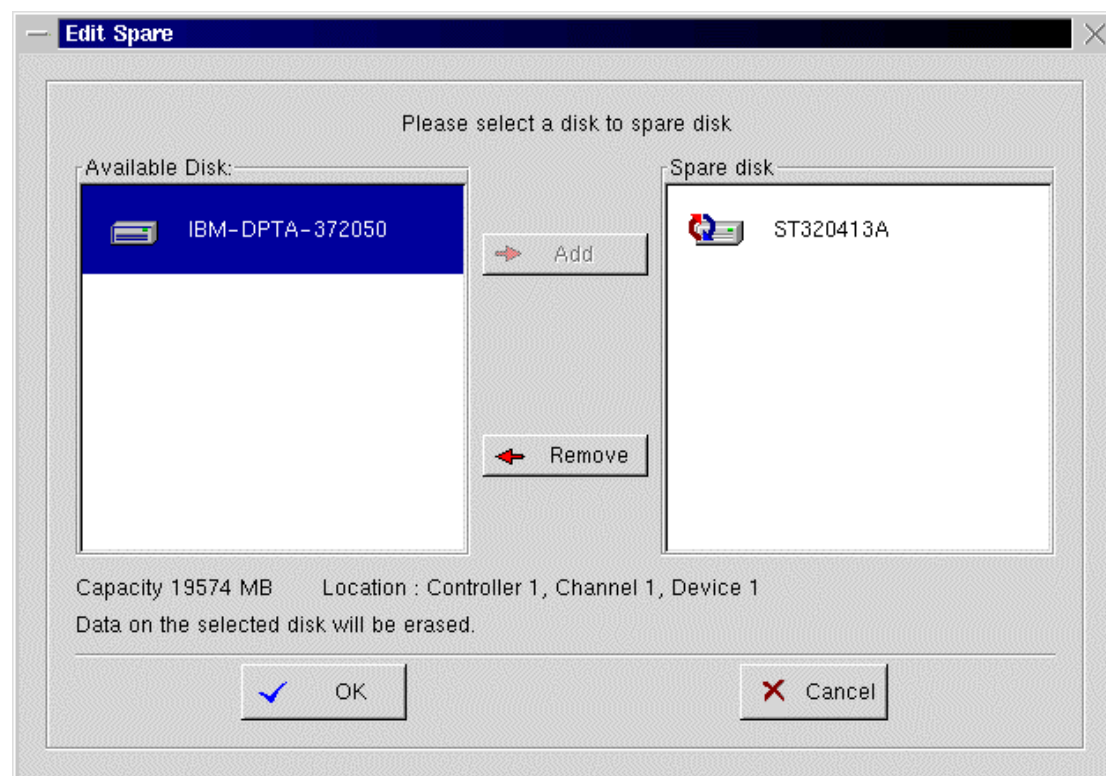 Edit Spare
Please select a disk to spare disk
Available Disk:
Spare disk
IBM-DPTA-372050
ST320413A
Add
Remove
Capacity 19574 MB Location : Controller 1, Channel 1, Device 1
Data on the selected disk will be erased.
OK
Cancel